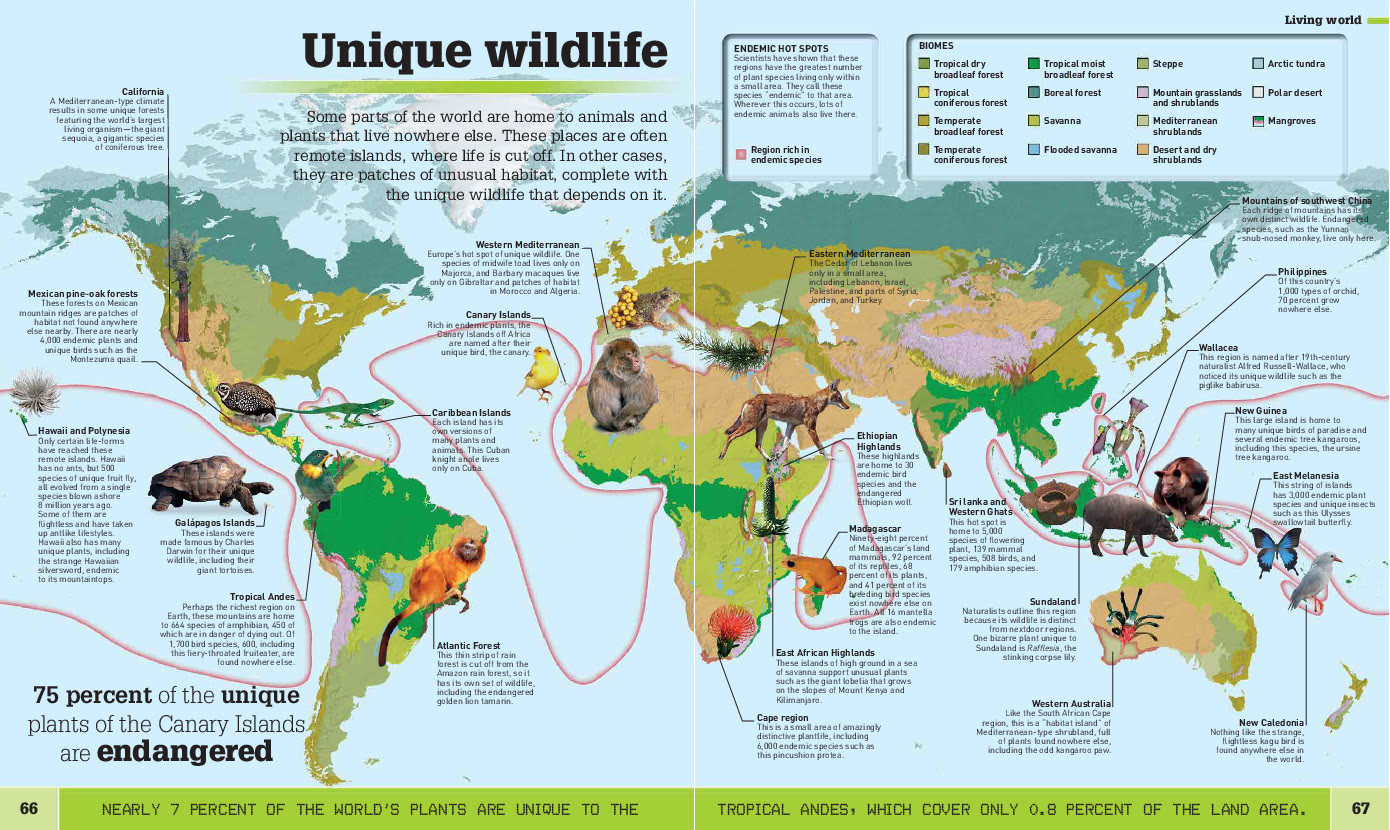 Living world
Unique wildlife
Some parts of the world are home to animals and
plants that live nowhere else. These places are often
remote islands, where life is cut off. In other cases,
they are patches of unusual habitat, complete with
the unique wildlife that depends on it.
ENDEMIC HOT SPOTS
Scientists have shown that these
regions have the greatest number
of plant species living only within
a small area. They call these
species "endemic" to that area.
Wherever this occurs, lots of
endemic animals also live there.
Region rich in
endemic species
BIOMES
Tropical dry
broadleaf forest
Tropical
coniferous forest
Temperate
broadleaf forest
Temperate
coniferous forest
Tropical moist
broadleaf forest
Boreal forest
Savanna
Flooded savanna
Steppe
Mountain grasslands
and shrublands
Mediterranean
shrublands
Desert and dry
shrublands
Arctic tundra
Polar desert
Mangroves
California
A Mediterranean-type climate
results in some unique forests
featuring the world's largest
living organism—the giant
sequoia, a gigantic species
of coniferous tree.
Mexican pine-oak forests
These forests on Mexican
mountain ridges are patches of
habitat not found anywhere
else nearby. There are nearly
4,000 endemic plants and
unique birds such as the
Montezuma quail.
Hawaii and Polynesia
Only certain life-forms
have reached these
remote islands. Hawaii
has no ants, but 500
species of unique fruit fly,
all evolved from a single
species blown ashore
8 million years ago.
Some of them are
flightless and have taken
up antlike lifestyles.
Hawaii also has many
unique plants, including
the strange Hawaiian
silversword, endemic
to its mountaintops.
Galápagos Islands
These islands were
made famous by Charles
Darwin for their unique
wildlife, including their
giant tortoises.
Tropical Andes
Perhaps the richest region on
Earth, these mountains are home
to 664 species of amphibian, 450 of
which are in danger of dying out. Of
1,700 bird species, 600, including
this fiery-throated fruiteater, are
found nowhere else.
Western Mediterranean
Europe's hot spot of unique wildlife. One
species of midwife toad lives only on
Majorca, and Barbary macaques live
only on Gibraltar and patches of habitat
in Morocco and Algeria.
Canary Islands
Rich in endemic plants, the
Canary Islands off Africa
are named after their
unique bird, the canary.
Caribbean Islands
Each island has its
own versions of
many plants and
animals. This Cuban
knight anole lives
only on Cuba.
Atlantic Forest
This thin strip of rain
forest is cut off from the
Amazon rain forest, so it
has its own set of wildlife,
including the endangered
golden lion tamarin.
Eastern Mediterranean
The Cedar of Lebanon lives
only in a small area,
including Lebanon, Israel,
Palestine, and parts of Syria,
Jordan, and Turkey.
Ethiopian
Highlands
These highlands
are home to 30
endemic bird
species and the
endangered
Ethiopian wolf.
Madagascar
Ninety-eight percent
of Madagascar's land
mammals, 92 percent
of its reptiles, 68
percent of its plants,
and 41 percent of its
breeding bird species
exist nowhere else on
Earth. All 16 mantella
frogs are also endemic
to the island.
East African Highlands
These islands of high ground in a sea
of savanna support unusual plants
such as the giant lobelia that grows
on the slopes of Mount Kenya and
Kilimanjaro.
Cape region
This is a small area of amazingly
distinctive plantlife, including
6,000 endemic species such as
this pincushion protea.
Sri lanka and
Western Ghats
This hot spot is
home to 5,000
species of flowering
plant, 139 mammal
species, 508 birds, and
179 amphibian species.
Sundaland
Naturalists outline this region
because its wildlife is distinct
from nextdoor regions.
One bizarre plant unique to
Sundaland is Rafflesia, the
stinking corpse lily.
Western Australia
Like the South African Cape
region, this is a "habitat island" of
Mediterranean-type shrubland, full
of plants found nowhere else,
including the odd kangaroo paw.
Mountains of southwest China
Each ridge of mountains has its
own distinct wildlife. Endangered
species, such as the Yunnan
snub-nosed monkey, live only here.
Philippines
Of this country's
1,000 types of orchid,
70 percent grow
nowhere else.
Wallacea
This region is named after 19th-century
naturalist Alfred Russell-Wallace, who
noticed its unique wildlife such as the
piglike babirusa.
New Guinea
This large island is home to
many unique birds of paradise and
several endemic tree kangaroos,
including this species, the ursine
tree kangaroo.
East Melanesia
This string of islands
has 3,000 endemic plant
species and unique insects
such as this Ulysses
swallowtail butterfly.
New Caledonia
Nothing like the strange,
flightless kagu bird is
found anywhere else in
the world.
75 percent of the unique
plants of the Canary Islands
are endangered
66
NEARLY 7 PERCENT OF THE WORLD'S PLANTS ARE UNIQUE TO THE
TROPICAL ANDES, WHICH COVER ONLY 0.8 PERCENT OF THE LAND AREA.
67